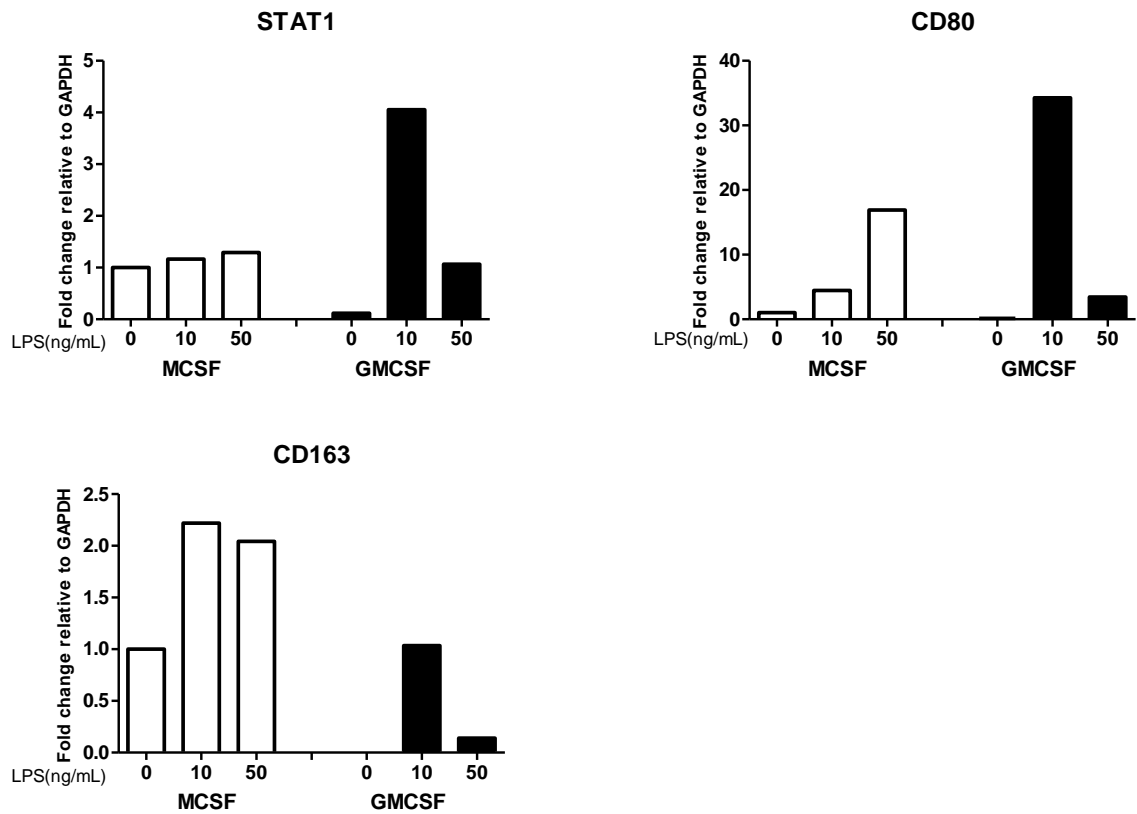 STAT1
Fold change relative to GAPDH
5
4
3
2
1
0
LPS(ng/mL) 0 10 50 0 10 50
MCSF GMCSF
CD80
Fold change relative to GAPDH
40
30
20
10
0
LPS(ng/mL) 0 10 50 0 10 50
MCSF GMCSF
CD163
Fold change relative to GAPDH
2.5
2.0
1.5
1.0
0.5
0.0
LPS(ng/mL) 0 10 50 0 10 50
MCSF GMCSF